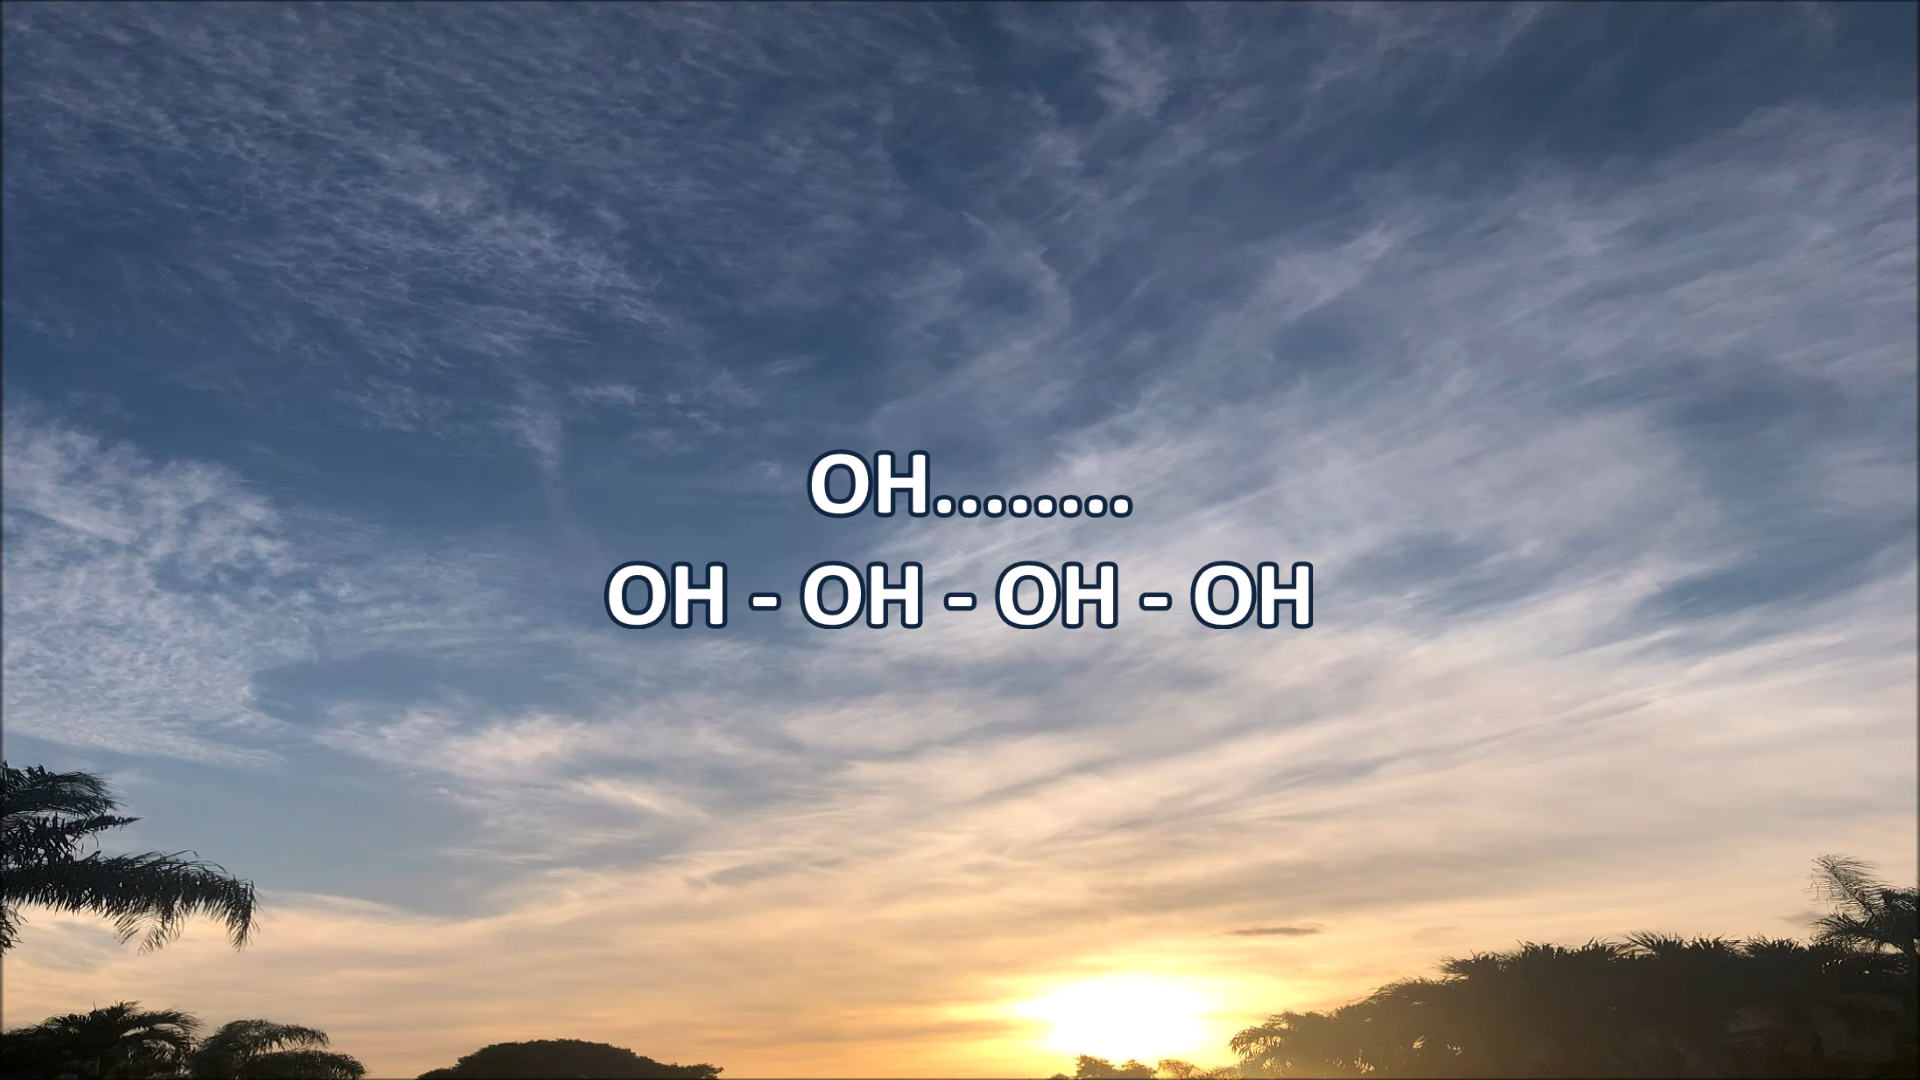 OH........
OH - OH - OH - OH